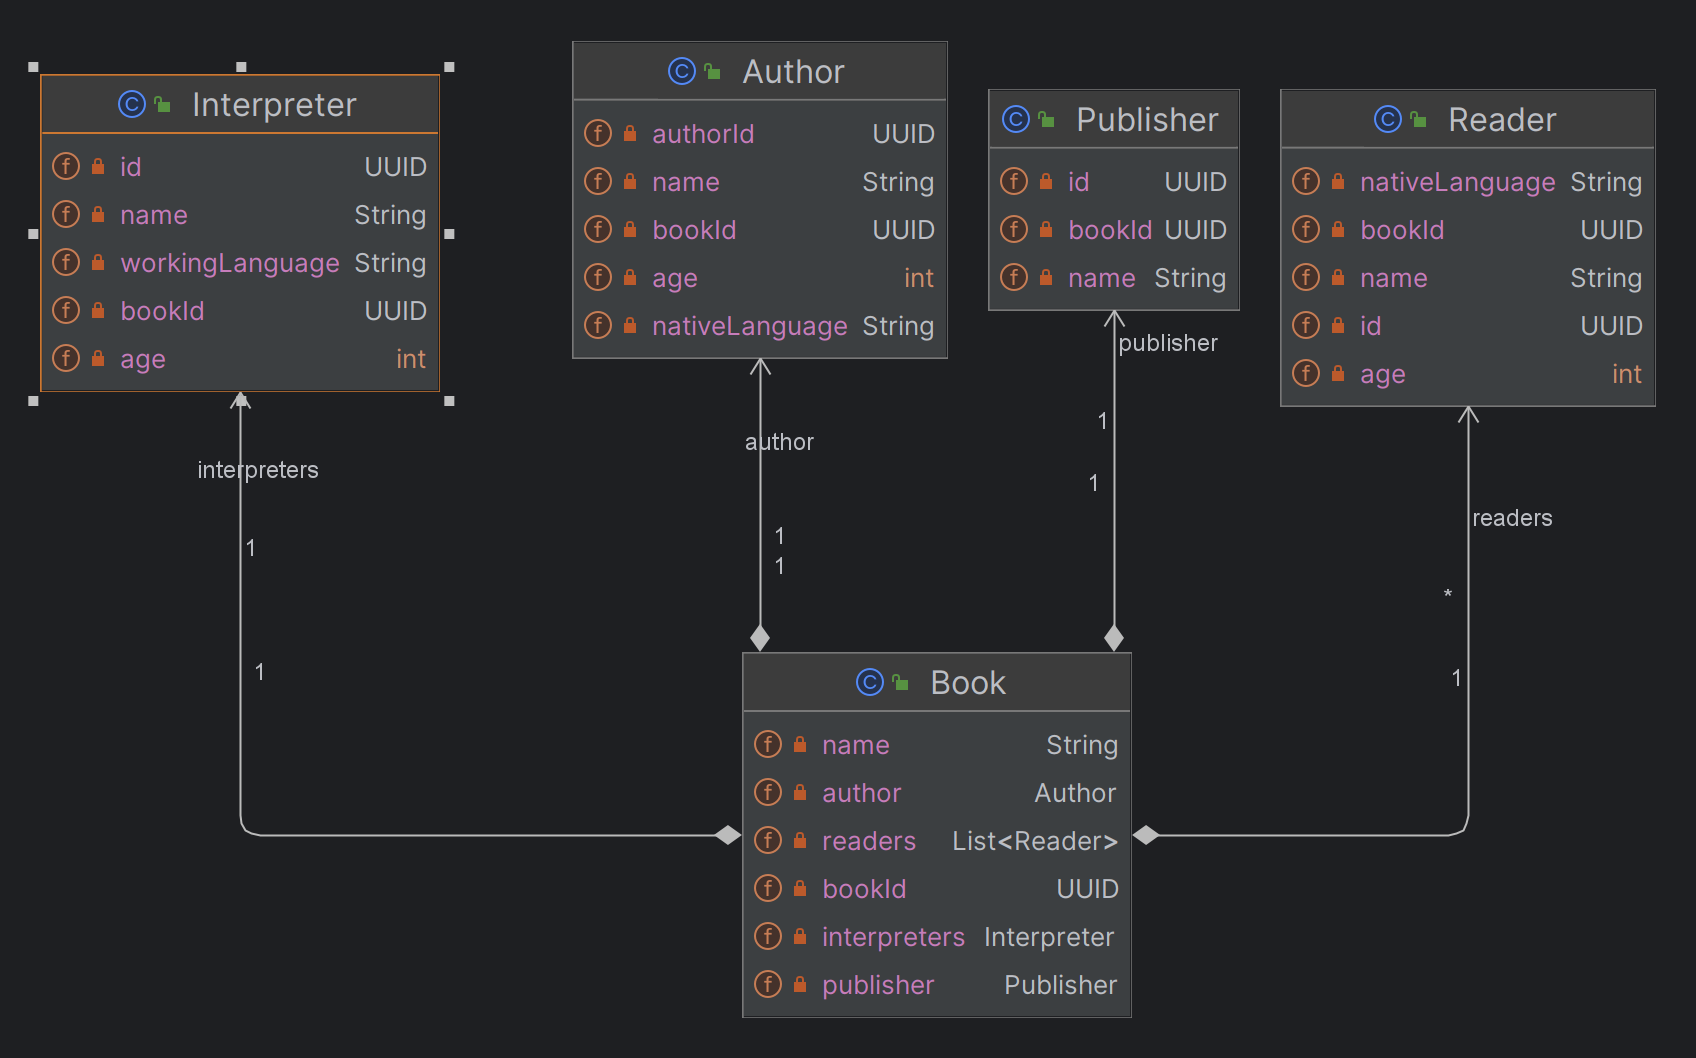 Interpreter
id UUID
name String
workingLanguage String
bookId UUID
age int
Author
authorId UUID
name String
bookId UUID
age int
nativeLanguage String
Publisher
id UUID
bookId UUID
name String
Reader
nativeLanguage String
bookId UUID
name String
id UUID
age int
interpreters
1
1
author
1
1
publisher
1
1
readers
*
1
Book
name String
author Author
readers List<Reader>
bookId UUID
interpreters Interpreter
publisher Publisher